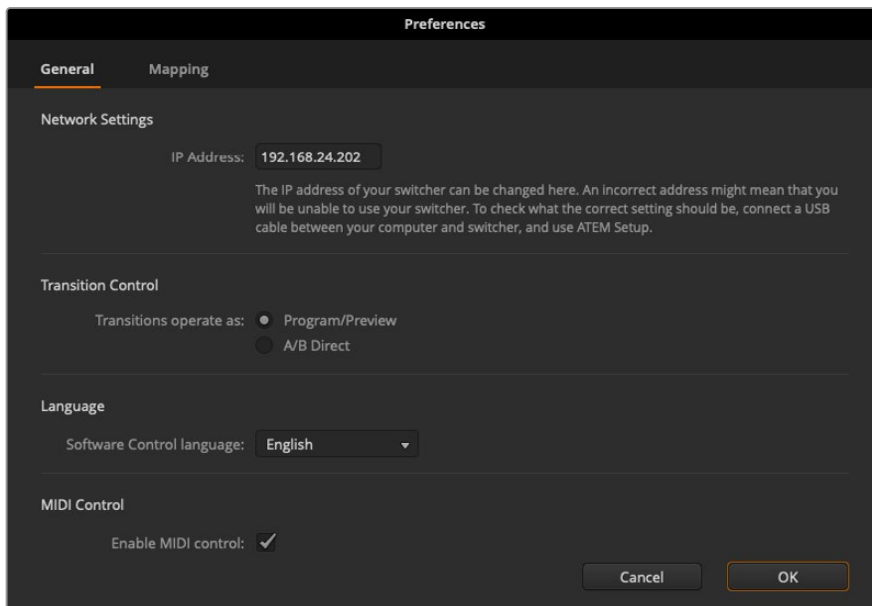 Preferences
General Mapping
Network Settings
IP Address: 192.168.24.202
The IP address of your switcher can be changed here. An incorrect address might mean that you
will be unable to use your switcher. To check what the correct setting should be, connect a USB
cable between your computer and switcher, and use ATEM Setup.
Transition Control
Transitions operate as: Program/Preview
A/B Direct
Language
Software Control language: English
MIDI Control
Enable MIDI control:
Cancel OK